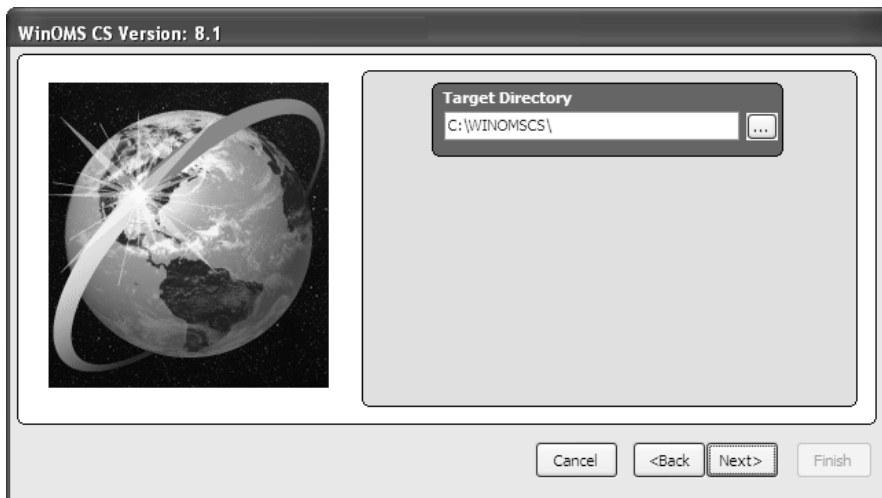 WinOMS CS Version: 8.1
Target Directory
C:\WINOMSCS\
...
Cancel
<Back
Next>
Finish